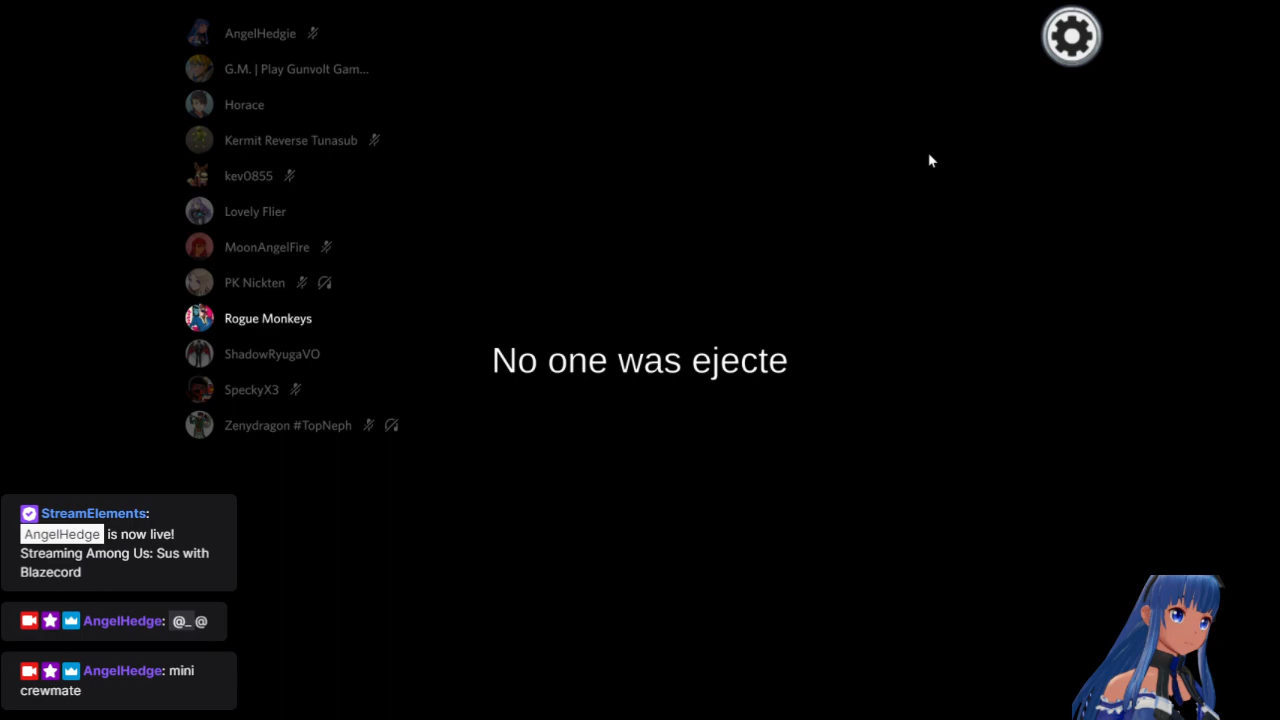 AngelHedgie
G.M. | Play Gunvolt Gam...
Horace
Kermit Reverse Tunasub
kev0855
Lovely Flier
MoonAngelFire
PK Nickten
Rogue Monkeys
ShadowRyugaVO
SpeckyX3
Zenydragon #TopNeph
No one was ejecte
StreamElements:
AngelHedge is now live!
Streaming Among Us: Sus with
Blazecord
AngelHedge: @_ @
AngelHedge: mini
crewmate